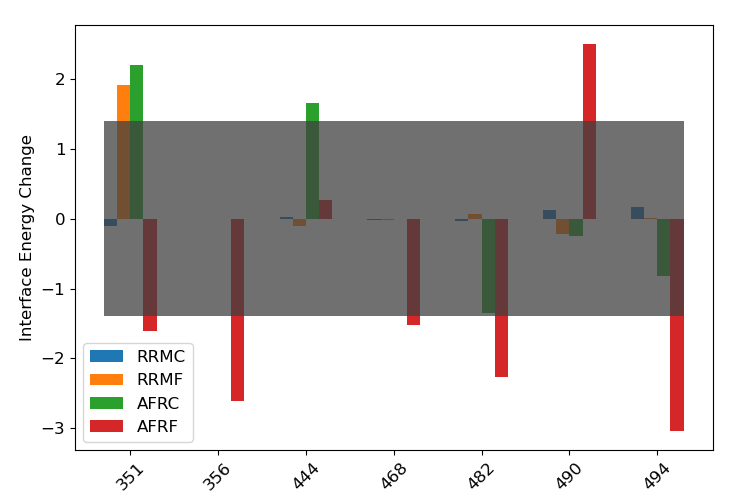 Interface Energy Change
2
1
0
−1
−2
−3
RRMC
RRMF
AFRC
AFRF
351
356
444
468
482
490
494